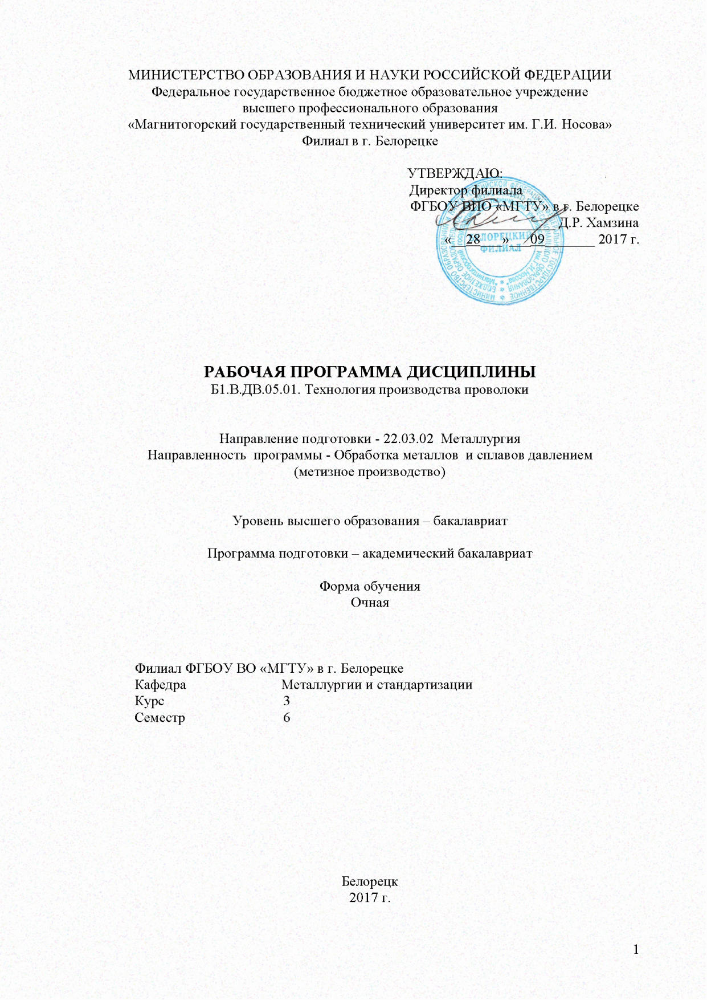 МИНИСТЕРСТВО ОБРАЗОВАНИЯ И НАУКИ РОССИЙСКОЙ ФЕДЕРАЦИИ
Федеральное государственное бюджетное образовательное учреждение
высшего профессионального образования
«Магнитогорский государственный технический университет им. Г.И. Носова»
Филиал в г. Белорецке
УТВЕРЖДАЮ:
Директор филиала
ФГБОУ ВПО «МГТУ» в г. Белорецке
Д.Р. Хамзина
« 28 » 09 2017 г.
БЕЛОРЕЦКИЙ
ФИЛИАЛ
РАБОЧАЯ ПРОГРАММА ДИСЦИПЛИНЫ
Б1.В.ДВ.05.01. Технология производства проволоки
Направление подготовки - 22.03.02 Металлургия
Направленность программы - Обработка металлов и сплавов давлением
(метизное производство)
Уровень высшего образования – бакалавриат
Программа подготовки – академический бакалавриат
Форма обучения
Очная
Филиал ФГБОУ ВО «МГТУ» в г. Белорецке
Кафедра Металлургии и стандартизации
Курс 3
Семестр 6
Белорецк
2017 г.
1